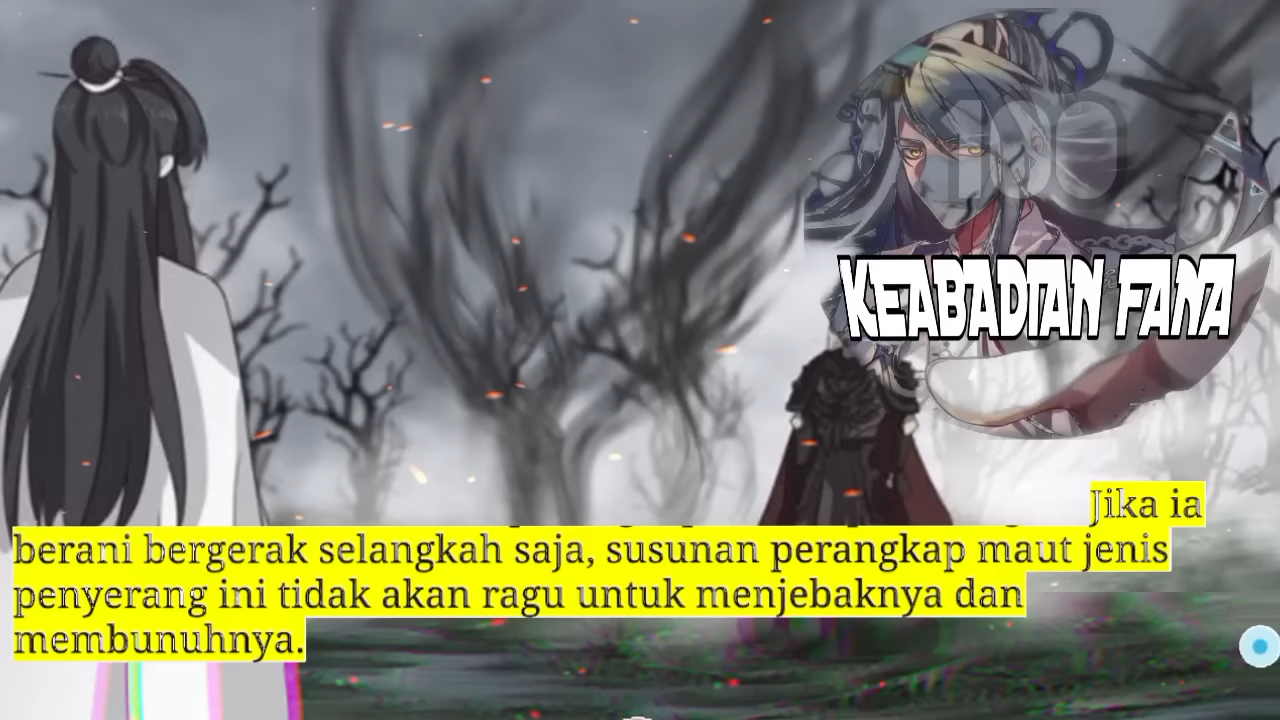 100
KEABADIAN FANA
Jika ia
berani bergerak selangkah saja, susunan perangkap maut jenis
penyerang ini tidak akan ragu untuk menjebaknya dan
membunuhnya.